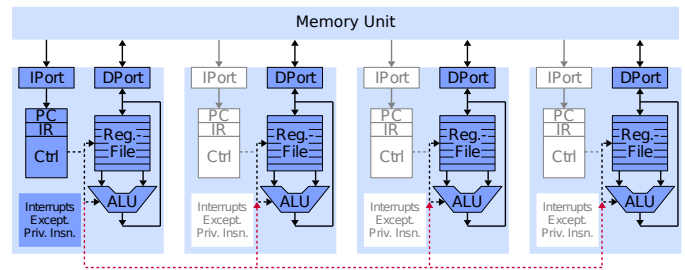 Memory Unit
IPort
DPort
IPort
DPort
IPort
DPort
IPort
DPort
PC
IR
Ctrl
Reg.-
File
PC
IR
Ctrl
Reg.-
File
PC
IR
Ctrl
Reg.-
File
PC
IR
Ctrl
Reg.-
File
Interrupts
Except.
Priv. Insn.
ALU
Interrupts
Except.
Priv. Insn.
ALU
Interrupts
Except.
Priv. Insn.
ALU
Interrupts
Except.
Priv. Insn.
ALU